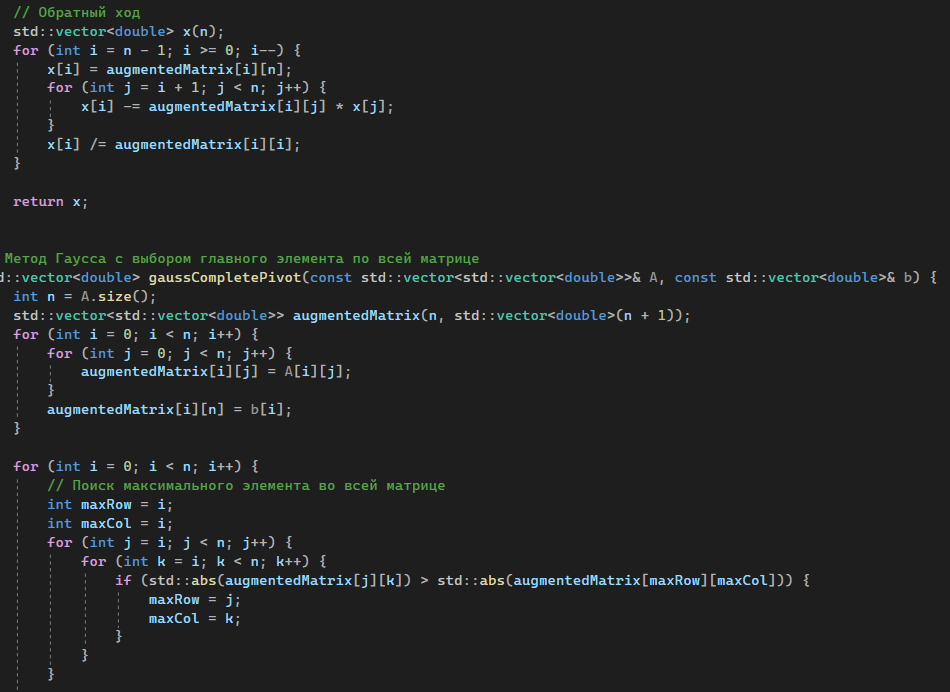 // Обратный ход
std::vector<double> x(n);
for (int i = n - 1; i >= 0; i--) {
x[i] = augmentedMatrix[i][n];
for (int j = i + 1; j < n; j++) {
x[i] -= augmentedMatrix[i][j] * x[j];
}
x[i] /= augmentedMatrix[i][i];
}
return x;
Метод Гаусса с выбором главного элемента по всей матрице
d::vector<double> gaussCompletePivot(const std::vector<std::vector<double>>& A, const std::vector<double>& b) {
int n = A.size();
std::vector<std::vector<double>> augmentedMatrix(n, std::vector<double>(n + 1));
for (int i = 0; i < n; i++) {
for (int j = 0; j < n; j++) {
augmentedMatrix[i][j] = A[i][j];
}
augmentedMatrix[i][n] = b[i];
}
for (int i = 0; i < n; i++) {
// Поиск максимального элемента во всей матрице
int maxRow = i;
int maxCol = i;
for (int j = i; j < n; j++) {
for (int k = i; k < n; k++) {
if (std::abs(augmentedMatrix[j][k]) > std::abs(augmentedMatrix[maxRow][maxCol])) {
maxRow = j;
maxCol = k;
}
}
}